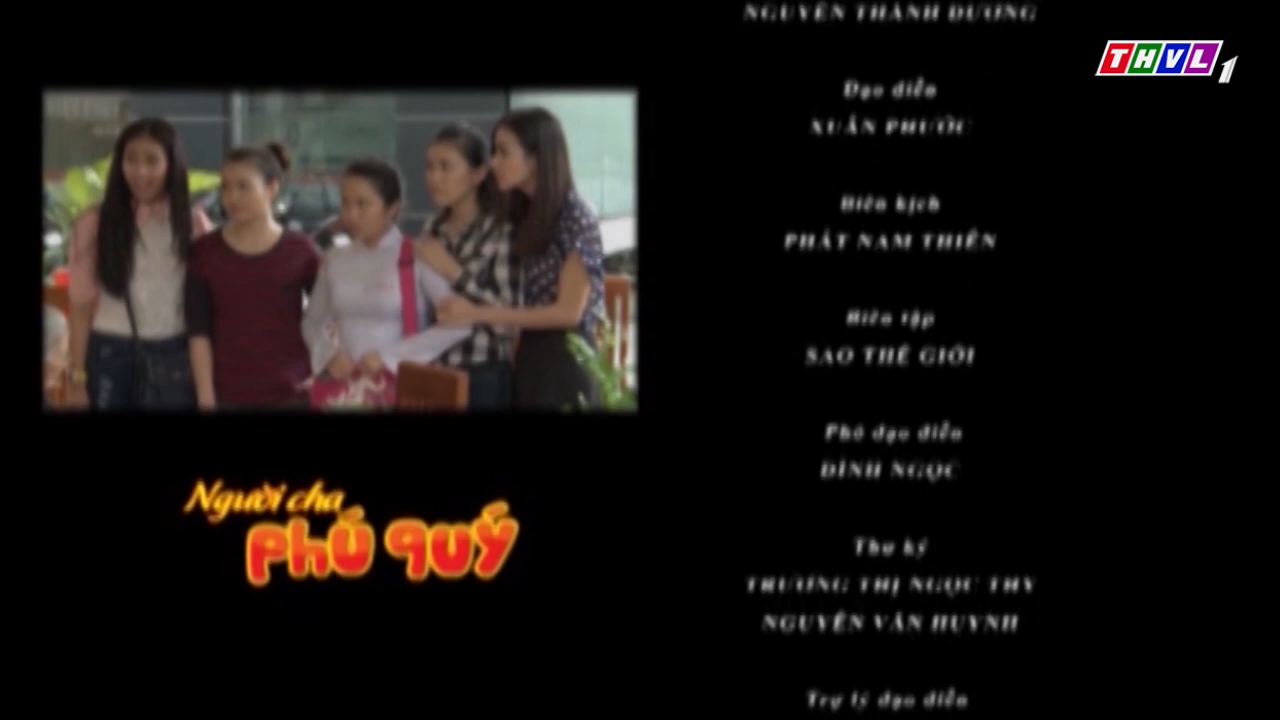 NGUYỄN THÀNH DƯƠNG
THVL1
Đạo diễn
XUÂN PHƯỚC
Biên kịch
PHÁT NAM THIÊN
Biên tập
SAO THẾ GIỚI
Phó đạo diễn
ĐÌNH NGỌC
Người cha
phú quý
Thư ký
TRƯƠNG THỊ NGỌC THY
NGUYỄN VĂN HUYNH
Trợ lý đạo diễn